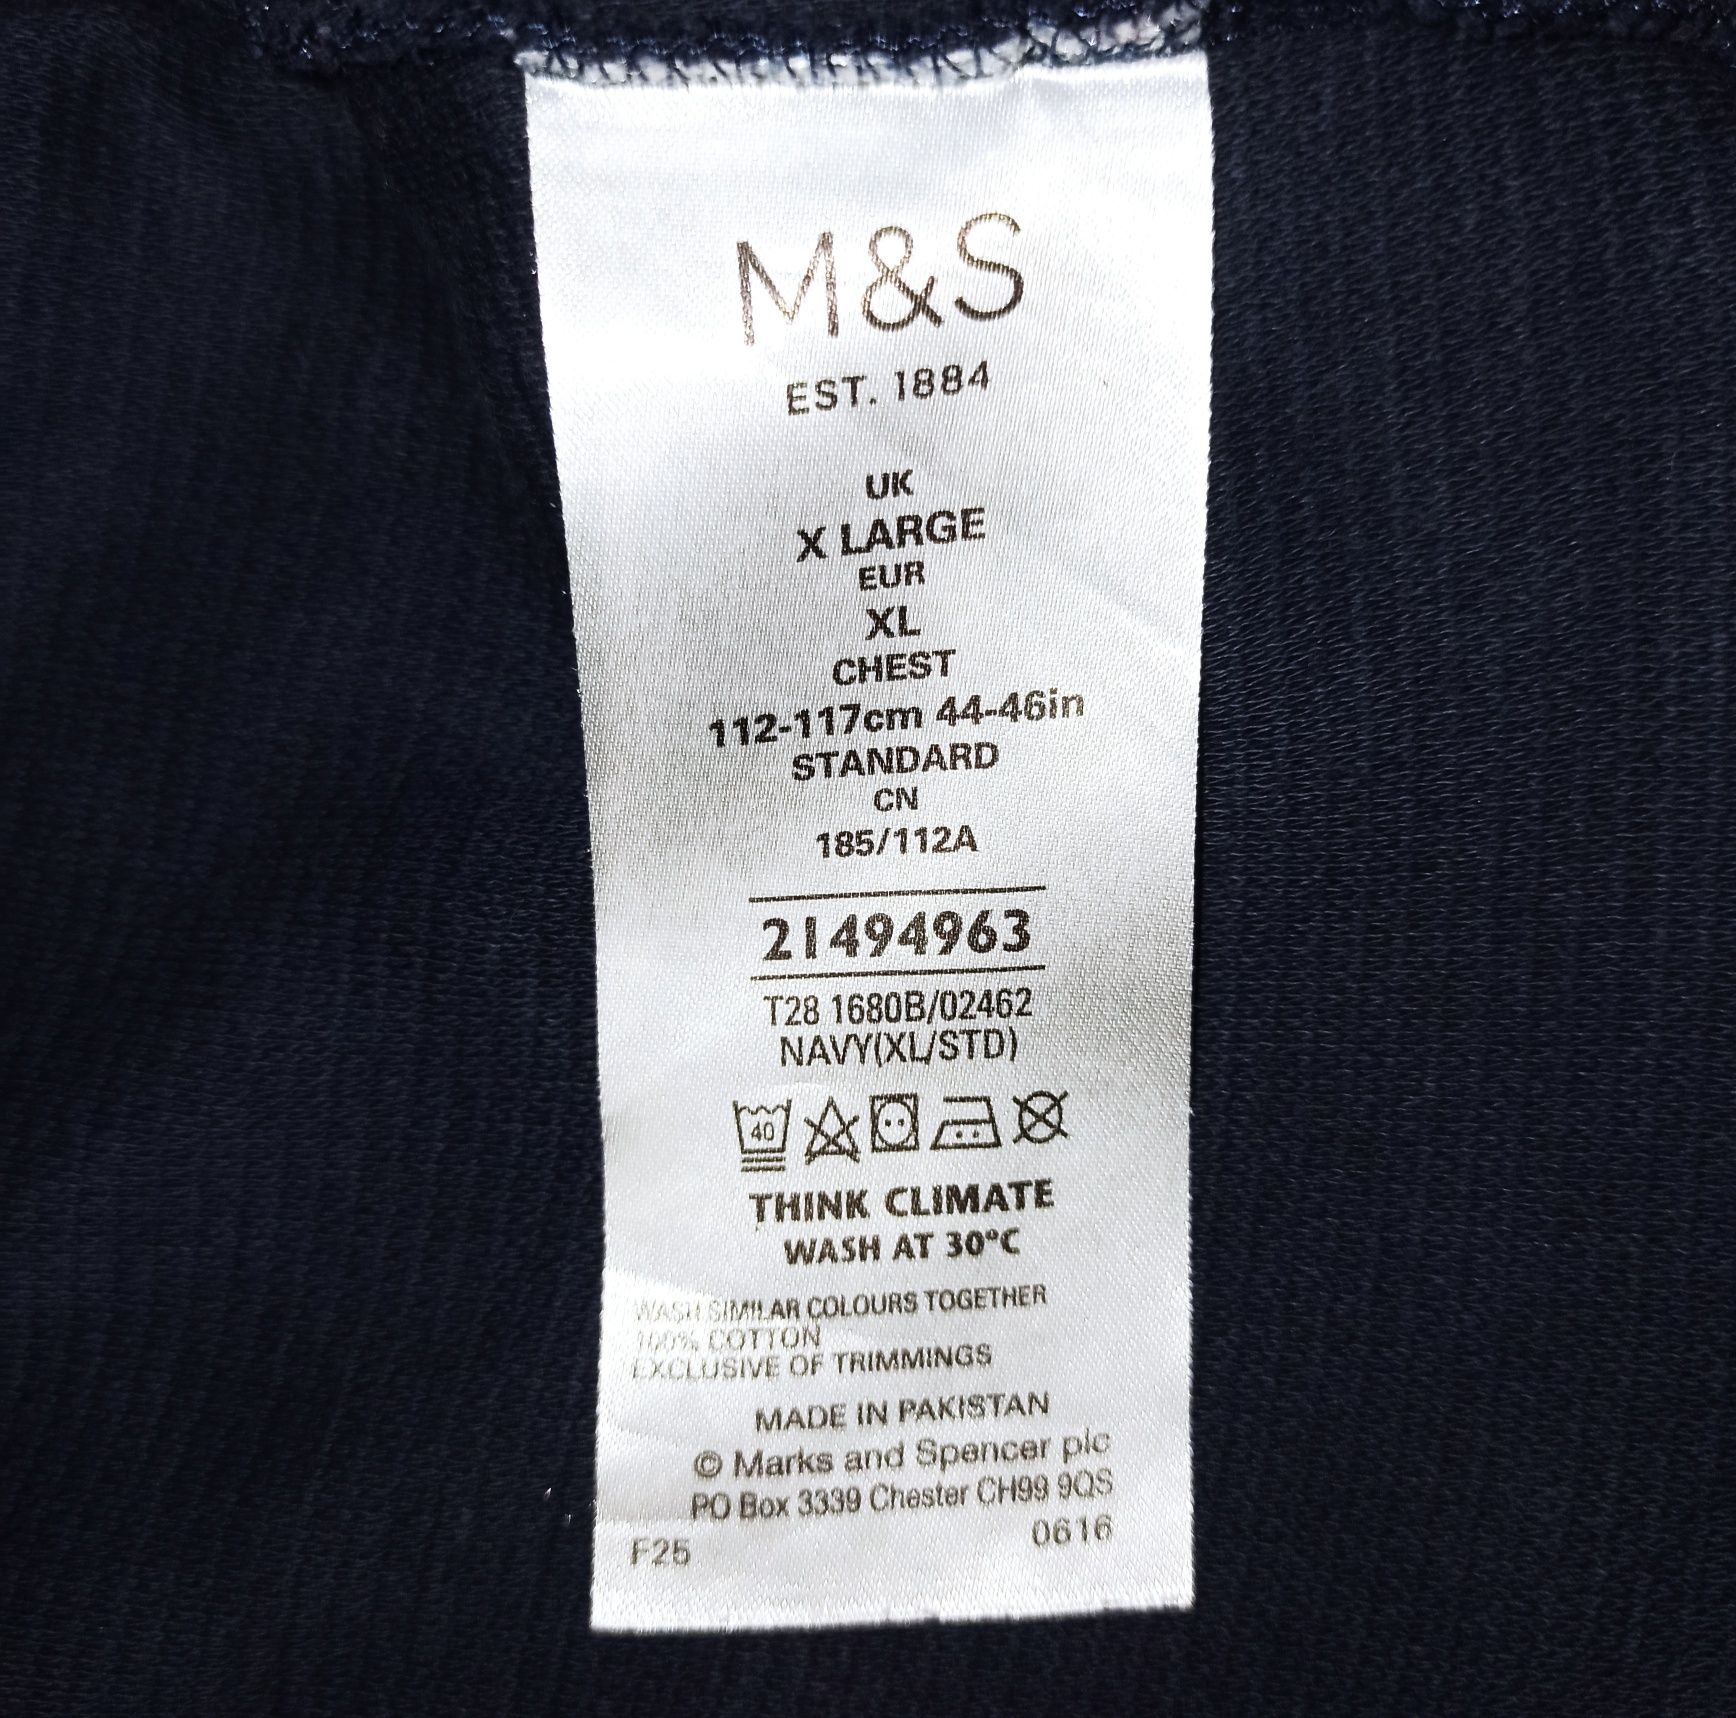 M&S
EST. 1884
UK
X LARGE
EUR
XL
CHEST
112-117cm 44-46in
STANDARD
CN
185/112A
21494963
T28 1680B/02462
NAVY(XL/STD)
40
THINK CLIMATE
WASH AT 30°C
WASH SIMILAR COLOURS TOGETHER
100% COTTON
EXCLUSIVE OF TRIMMINGS
MADE IN PAKISTAN
© Marks and Spencer plc
PO Box 3339 Chester CH99 9QS
F25 0616